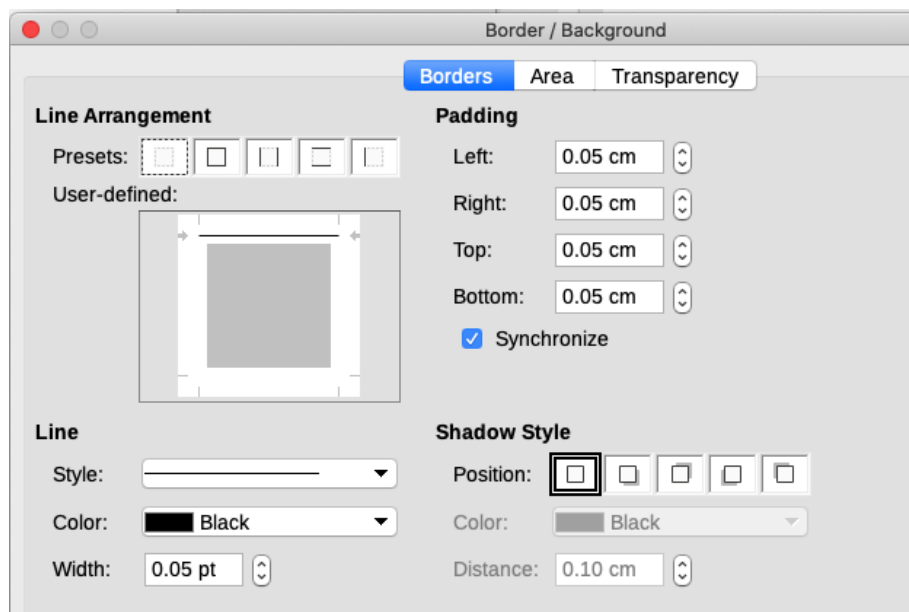 Border / Background
Borders Area Transparency
Line Arrangement
Presets:
User-defined:
Padding
Left: 0.05 cm
Right: 0.05 cm
Top: 0.05 cm
Bottom: 0.05 cm
Synchronize
Line
Style:
Color: Black
Width: 0.05 pt
Shadow Style
Position:
Color: Black
Distance: 0.10 cm